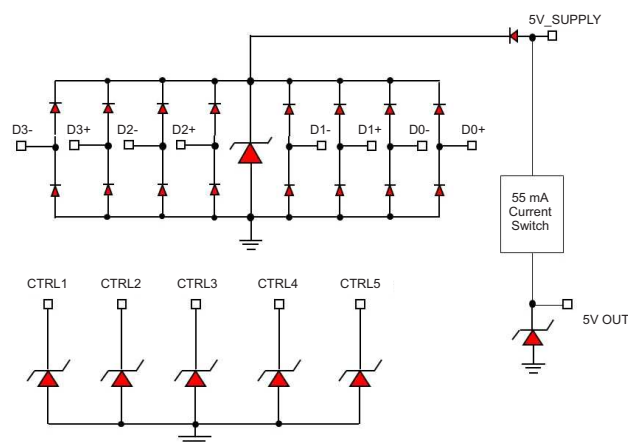 5V_SUPPLY
D3-
D3+
D2-
D2+
D1-
D1+
D0-
D0+
55 mA
Current
Switch
CTRL1
CTRL2
CTRL3
CTRL4
CTRL5
5V OUT